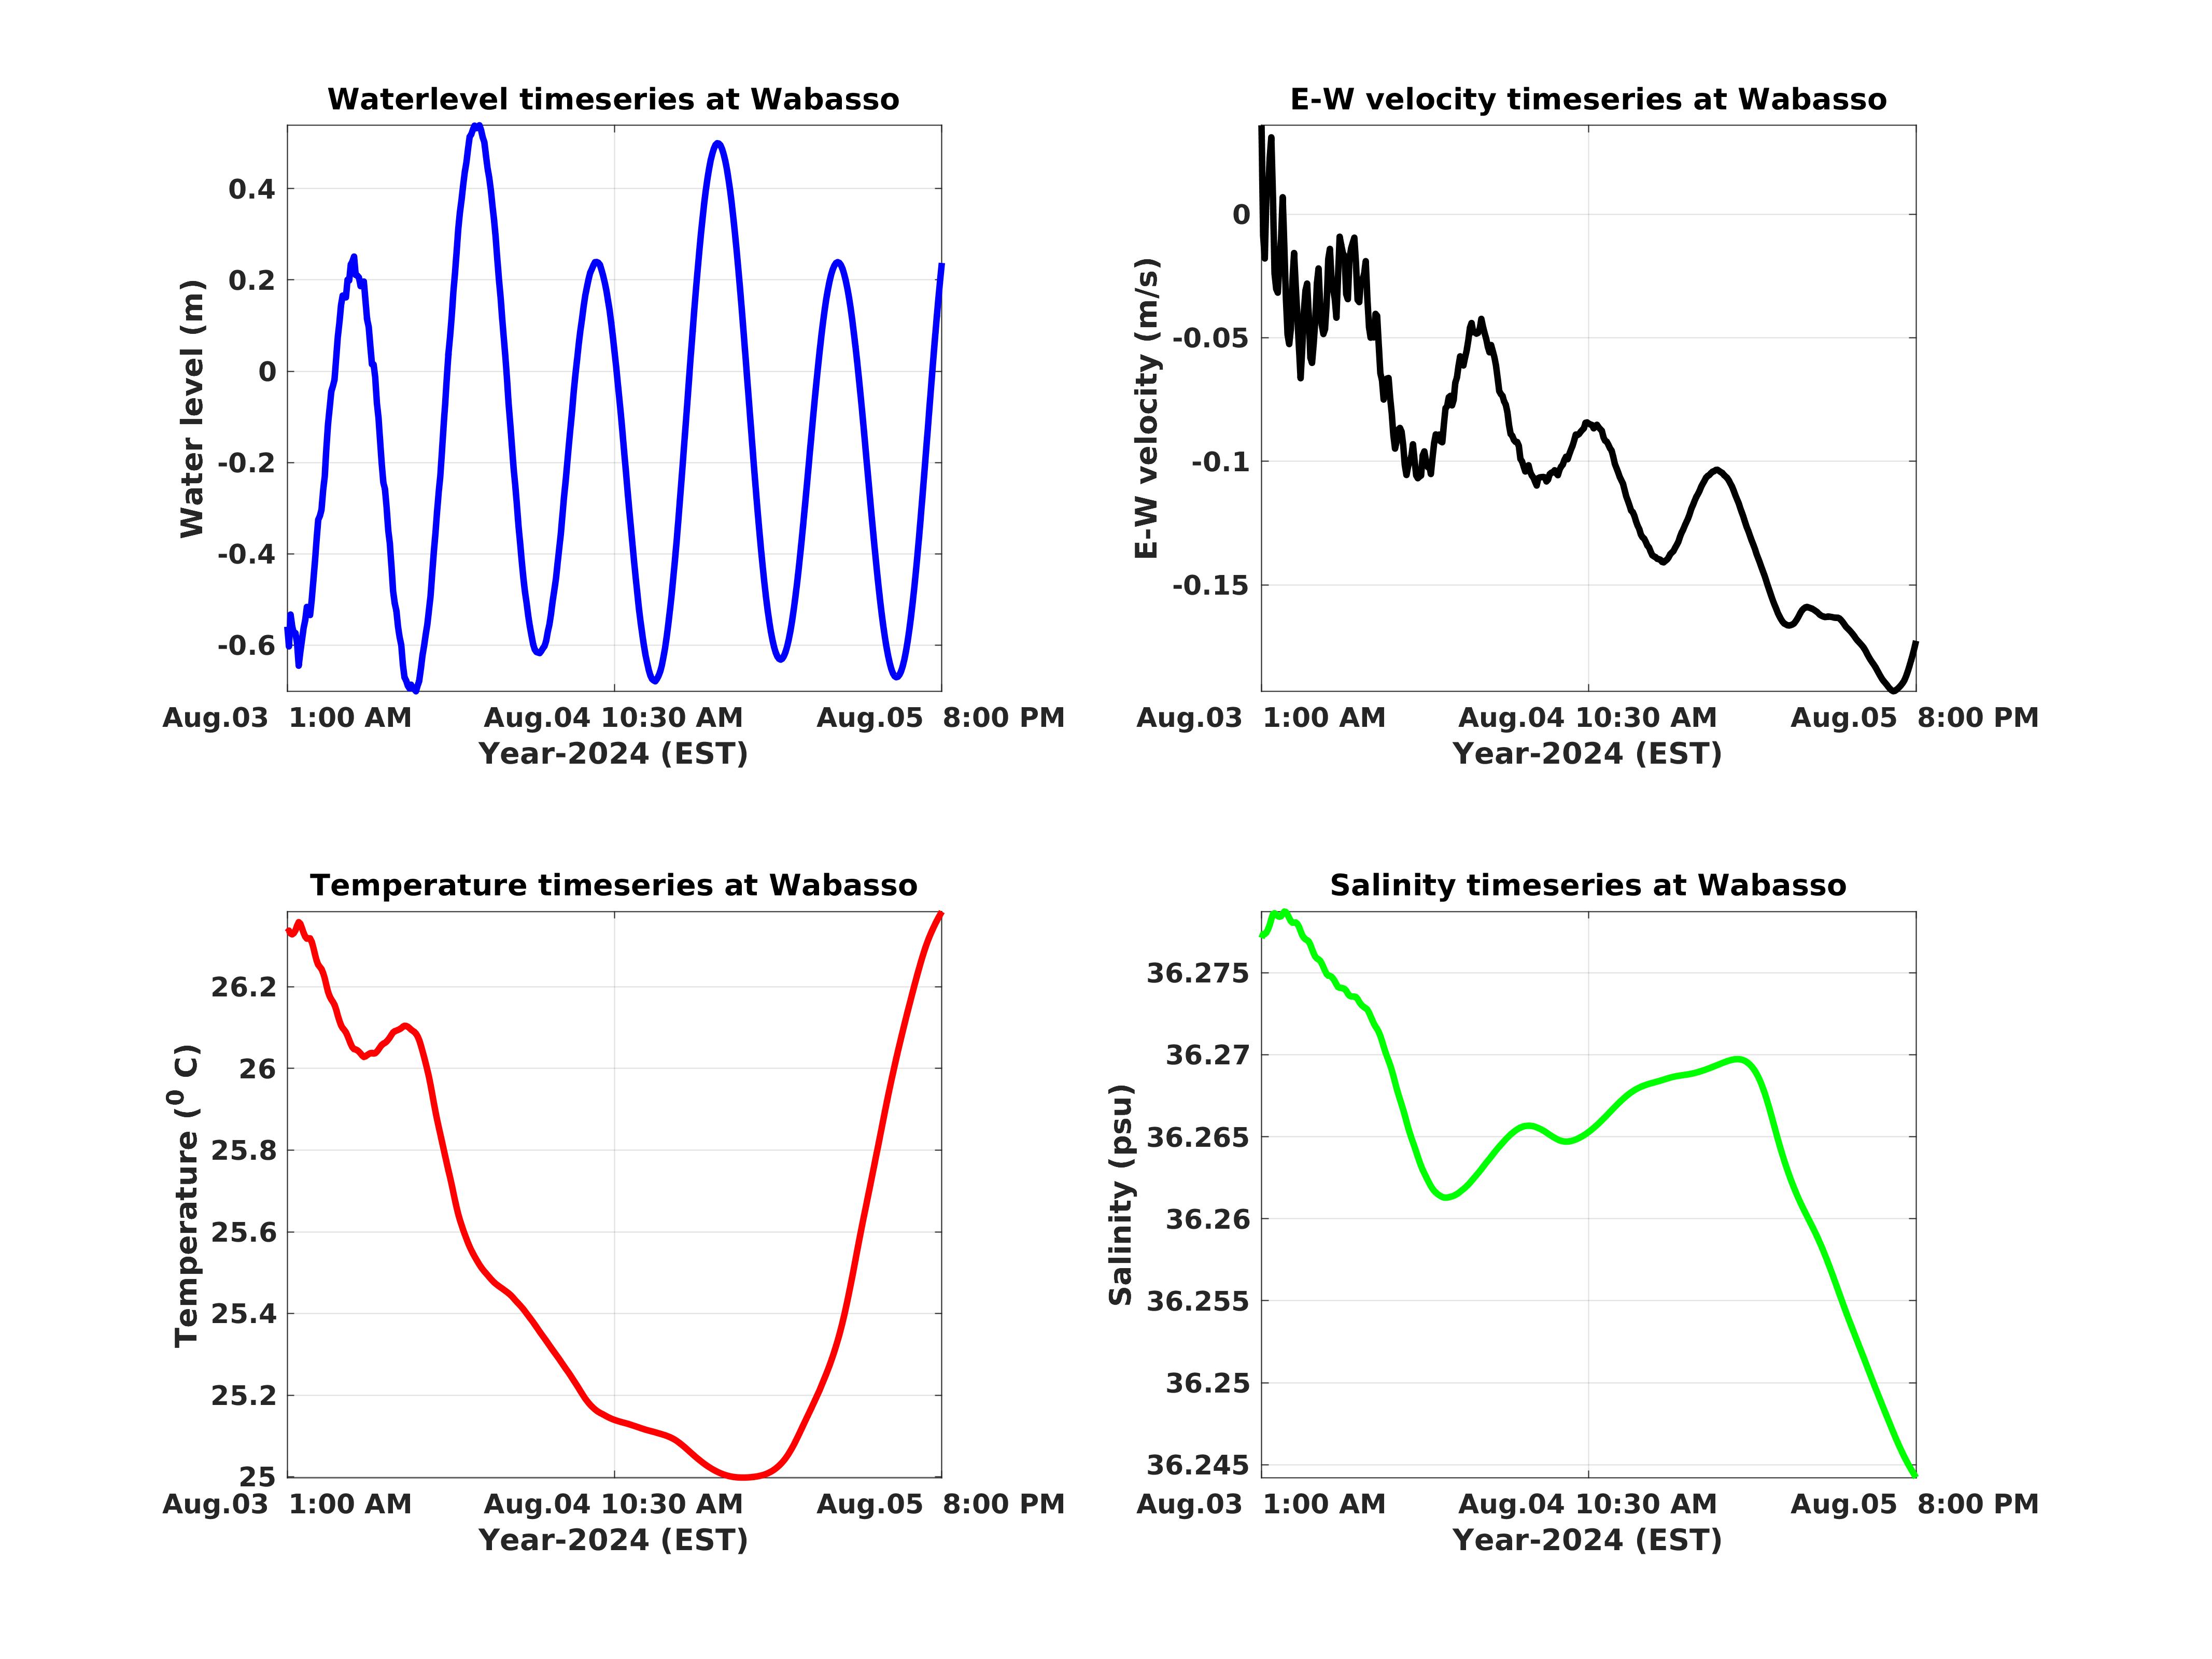 Waterlevel timeseries at Wabasso
Water level (m)
0.4
0.2
0
-0.2
-0.4
-0.6
Aug.03 1:00 AM Aug.04 10:30 AM Aug.05 8:00 PM
Year-2024 (EST)
E-W velocity timeseries at Wabasso
E-W velocity (m/s)
0
-0.05
-0.1
-0.15
Aug.03 1:00 AM Aug.04 10:30 AM Aug.05 8:00 PM
Year-2024 (EST)
Temperature timeseries at Wabasso
Temperature (⁰ C)
26.2
26
25.8
25.6
25.4
25.2
25
Aug.03 1:00 AM Aug.04 10:30 AM Aug.05 8:00 PM
Year-2024 (EST)
Salinity timeseries at Wabasso
Salinity (psu)
36.275
36.27
36.265
36.26
36.255
36.25
36.245
Aug.03 1:00 AM Aug.04 10:30 AM Aug.05 8:00 PM
Year-2024 (EST)